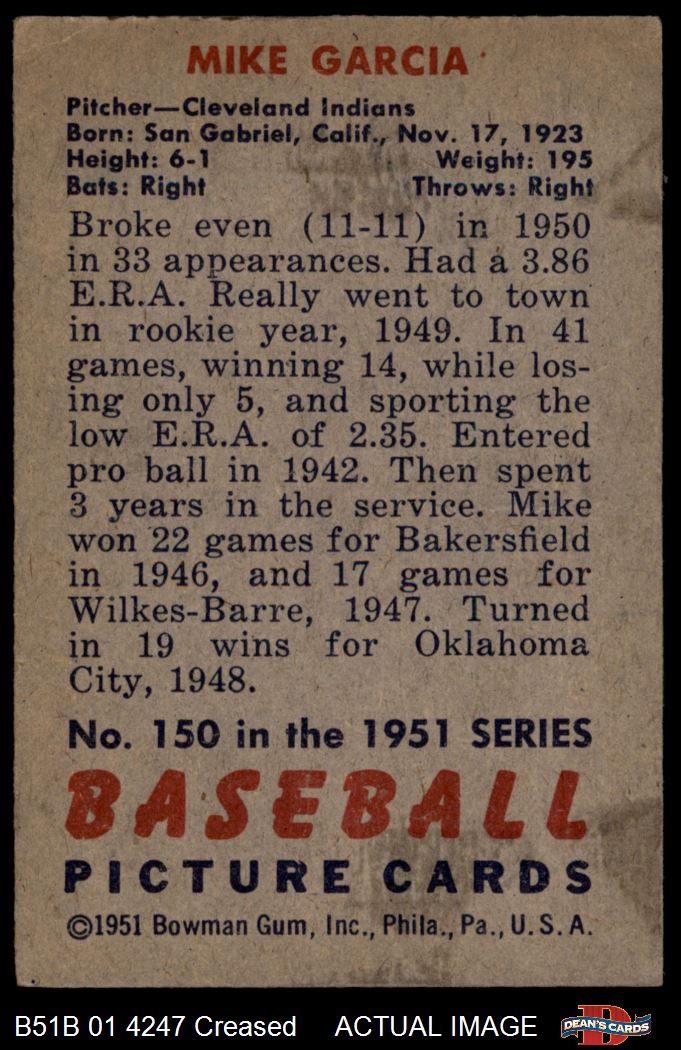 MIKE GARCIA
Pitcher—Cleveland Indians
Born: San Gabriel, Calif., Nov. 17, 1923
Height: 6-1 Weight: 195
Bats: Right Throws: Right
Broke even (11-11) in 1950
in 33 appearances. Had a 3.86
E.R.A. Really went to town
in rookie year, 1949. In 41
games, winning 14, while los-
ing only 5, and sporting the
low E.R.A. of 2.35. Entered
pro ball in 1942. Then spent
3 years in the service. Mike
won 22 games for Bakersfield
in 1946, and 17 games for
Wilkes-Barre, 1947. Turned
in 19 wins for Oklahoma
City, 1948.
No. 150 in the 1951 SERIES
BASEBALL
PICTURE CARDS
©1951 Bowman Gum, Inc., Phila., Pa., U.S.A.
B51B 01 4247 Creased ACTUAL IMAGE D DEAN'S CARDS